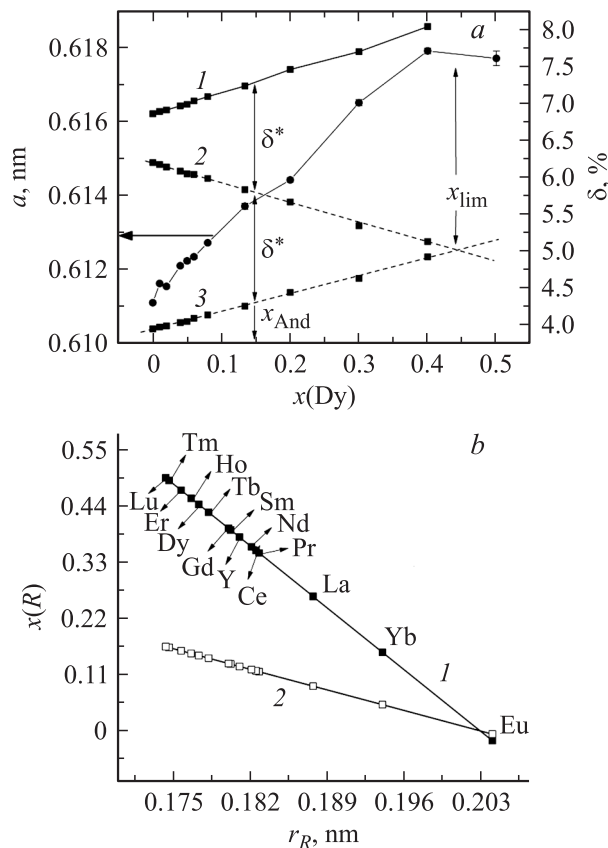 a
0.618
0.616
0.614
0.612
0.610
a, nm
8.0
7.5
7.0
6.5
6.0
5.5
5.0
4.5
4.0
δ, %
1
2
3
δ*
δ*
x_lim
x_And
0 0.1 0.2 0.3 0.4 0.5
x(Dy)
b
0.55
0.44
0.33
0.22
0.11
0
x(R)
Tm
Ho
Tb
Sm
Nd
Pr
Lu
Er
Dy
Gd
Y
Ce
La
Yb
Eu
1
2
0.175 0.182 0.189 0.196 0.203
r_R, nm